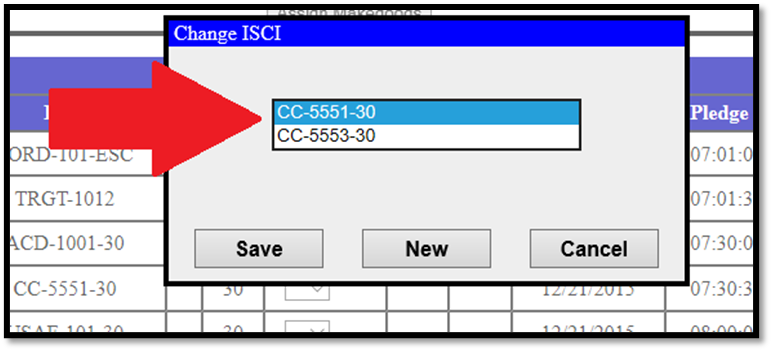 Assign Makegoods
Change ISCI
Pledge
CC-5551-30
CC-5553-30
ORD-101-ESC
07:01:0
TRGT-1012
07:01:3
ACD-1001-30
07:30:0
Save
New
Cancel
CC-5551-30
30
12/21/2015
07:30:3
USAF-101-30
30
12/21/2015
08:00:0